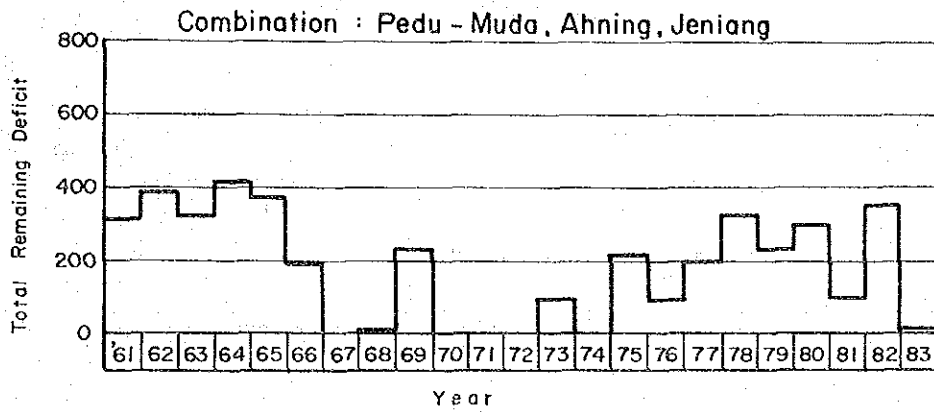 Combination : Pedu - Muda, Ahning, Jeniang
Total Remaining Deficit
800
600
400
200
0
'61 62 63 64 65 66 67 68 69 70 71 72 73 74 75 76 77 78 79 80 81 82 83
Year